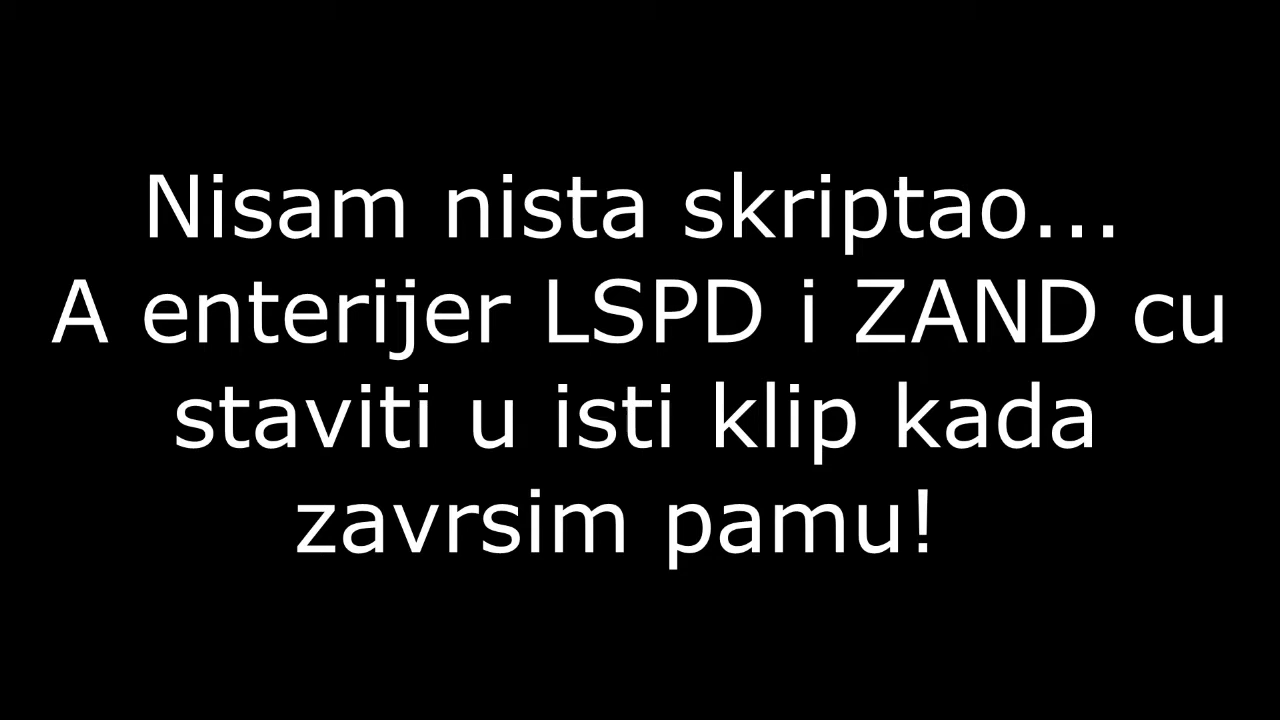 Nisam nista skriptao...
A enterijer LSPD i ZAND cu
staviti u isti klip kada
zavrsim pamu!